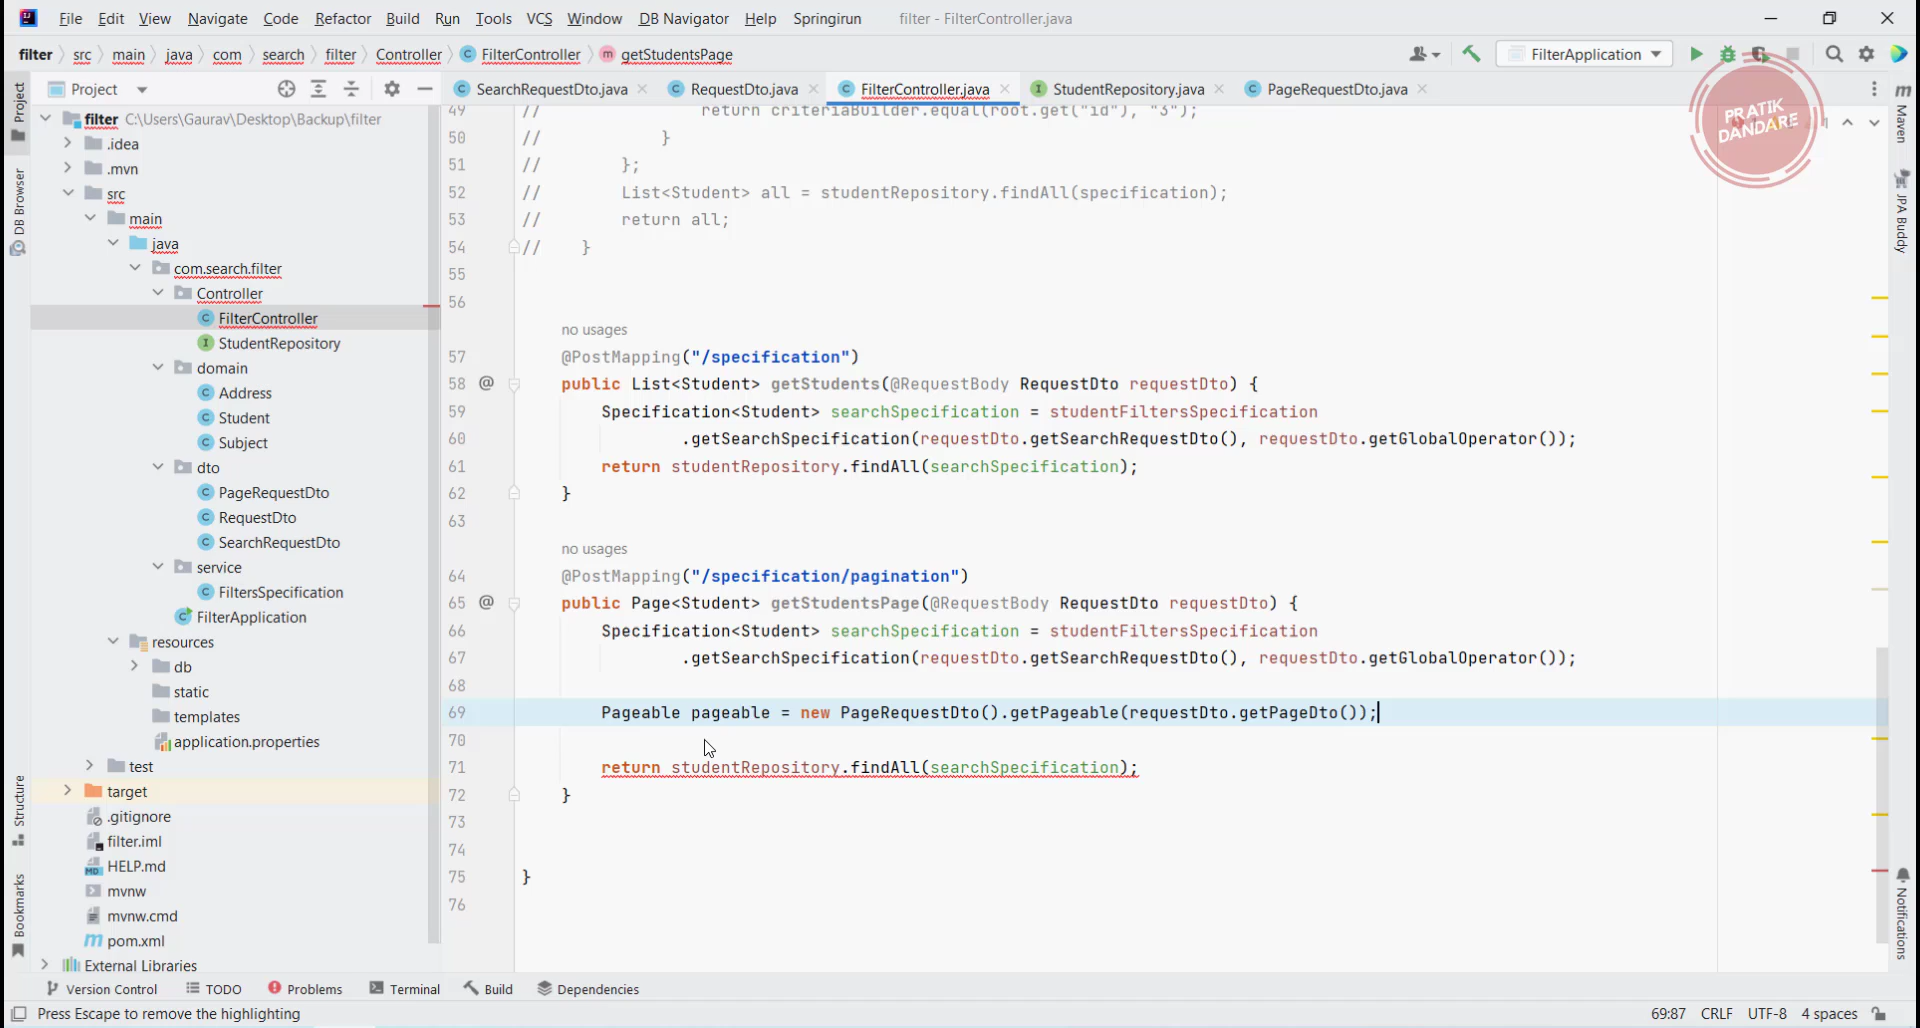 File Edit View Navigate Code Refactor Build Run Tools VCS Window DB Navigator Help Springirun filter - FilterController.java
filter src main java com search filter Controller FilterController getStudentsPage FilterApplication
Project
SearchRequestDto.java RequestDto.java FilterController.java StudentRepository.java PageRequestDto.java
PRATIK
DANDARE
Project
DB Browser
Structure
Bookmarks
Maven
JPA Buddy
Notifications
filter C:\Users\Gaurav\Desktop\Backup\filter
.idea
.mvn
src
main
java
com.search.filter
Controller
FilterController
StudentRepository
domain
Address
Student
Subject
dto
PageRequestDto
RequestDto
SearchRequestDto
service
FiltersSpecification
FilterApplication
resources
db
static
templates
application.properties
test
target
.gitignore
filter.iml
HELP.md
mvnw
mvnw.cmd
pom.xml
External Libraries
49 // return criteriaBuilder.equal(root.get("id"), "3");
50 // }
51 // };
52 // List<Student> all = studentRepository.findAll(specification);
53 // return all;
54 // }
55
56
no usages
57 @PostMapping("/specification")
58 @ public List<Student> getStudents(@RequestBody RequestDto requestDto) {
59 Specification<Student> searchSpecification = studentFiltersSpecification
60 .getSearchSpecification(requestDto.getSearchRequestDto(), requestDto.getGlobalOperator());
61 return studentRepository.findAll(searchSpecification);
62 }
63
no usages
64 @PostMapping("/specification/pagination")
65 @ public Page<Student> getStudentsPage(@RequestBody RequestDto requestDto) {
66 Specification<Student> searchSpecification = studentFiltersSpecification
67 .getSearchSpecification(requestDto.getSearchRequestDto(), requestDto.getGlobalOperator());
68
69 Pageable pageable = new PageRequestDto().getPageable(requestDto.getPageDto());
70
71 return studentRepository.findAll(searchSpecification);
72 }
73
74
75 }
76
Version Control TODO Problems Terminal Build Dependencies
Press Escape to remove the highlighting 69:87 CRLF UTF-8 4 spaces